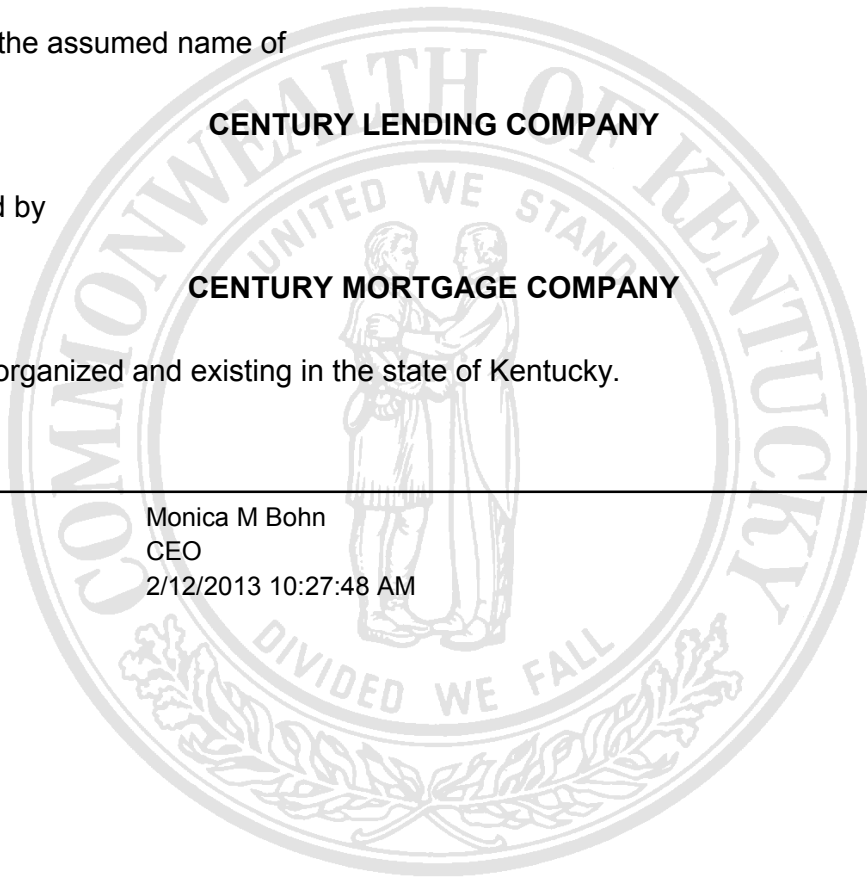 the assumed name of
CENTURY LENDING COMPANY
d by
CENTURY MORTGAGE COMPANY
organized and existing in the state of Kentucky.
Monica M Bohn
CEO
2/12/2013 10:27:48 AM
COMMONWEALTH OF KENTUCKY
UNITED WE STAND
DIVIDED WE FALL